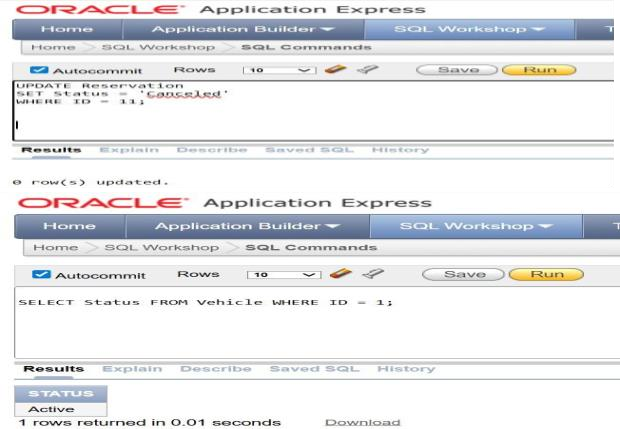 ORACLE Application Express
Home Application Builder SQL Workshop
Home SQL Workshop SQL Commands
Autocommit Rows 10 Save Run
UPDATE Reservation
SET Status = 'Canceled'
WHERE ID = 11;
Results Explain Describe Saved SQL History
0 row(s) updated.
ORACLE Application Express
Home Application Builder SQL Workshop
Home SQL Workshop SQL Commands
Autocommit Rows 10 Save Run
SELECT Status FROM Vehicle WHERE ID = 1;
Results Explain Describe Saved SQL History
STATUS
Active
1 rows returned in 0.01 seconds Download